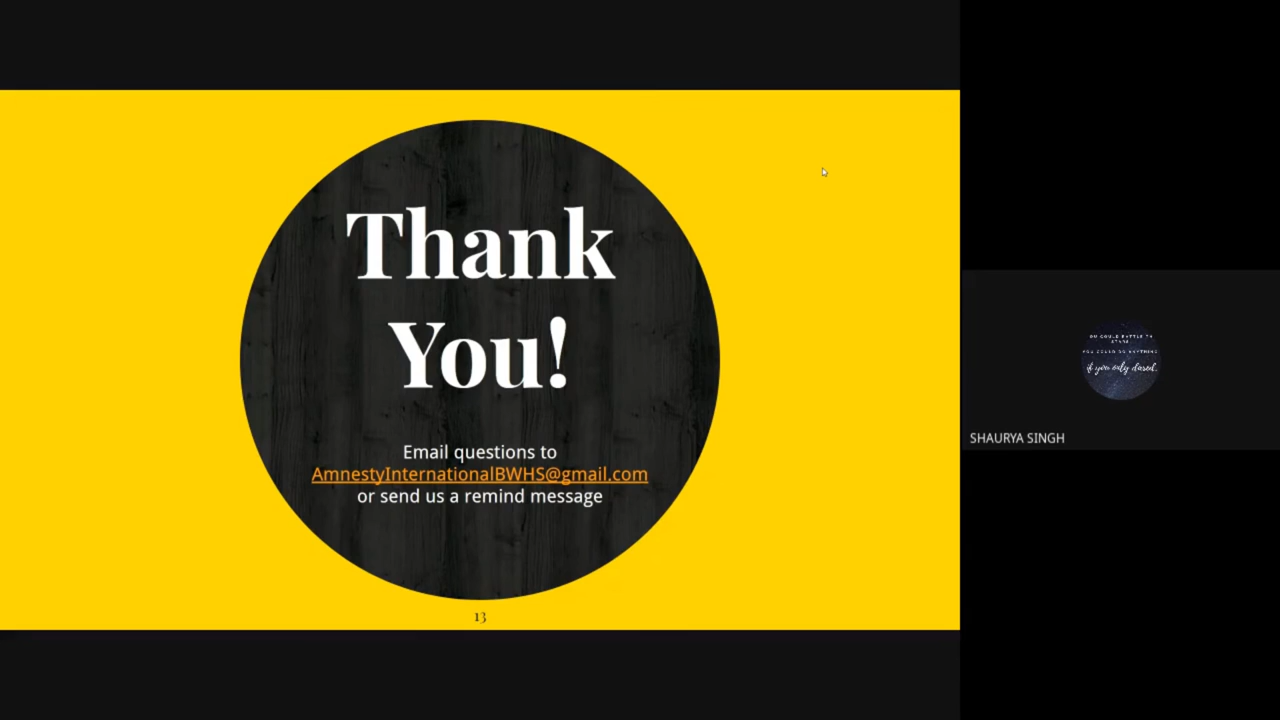 Thank
You!
Email questions to
AmnestyInternationalBWHS@gmail.com
or send us a remind message
13
if you only dared.
SHAURYA SINGH